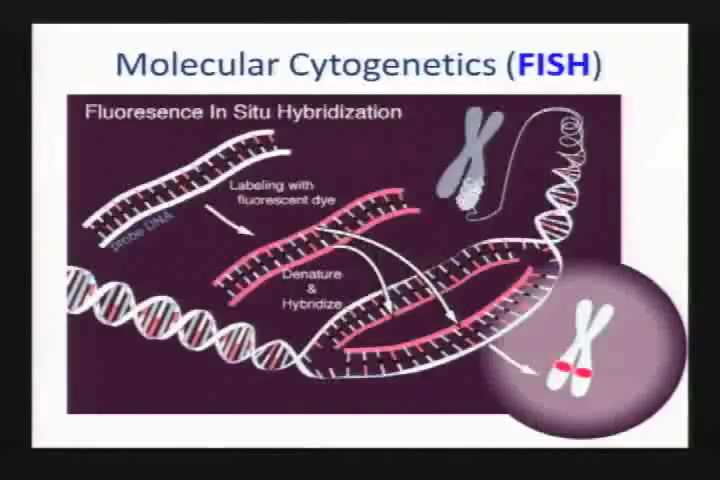 Molecular Cytogenetics (FISH)
Fluoresence In Situ Hybridization
Labeling with
fluorescent dye
probe DNA
Denature
&
Hybridize